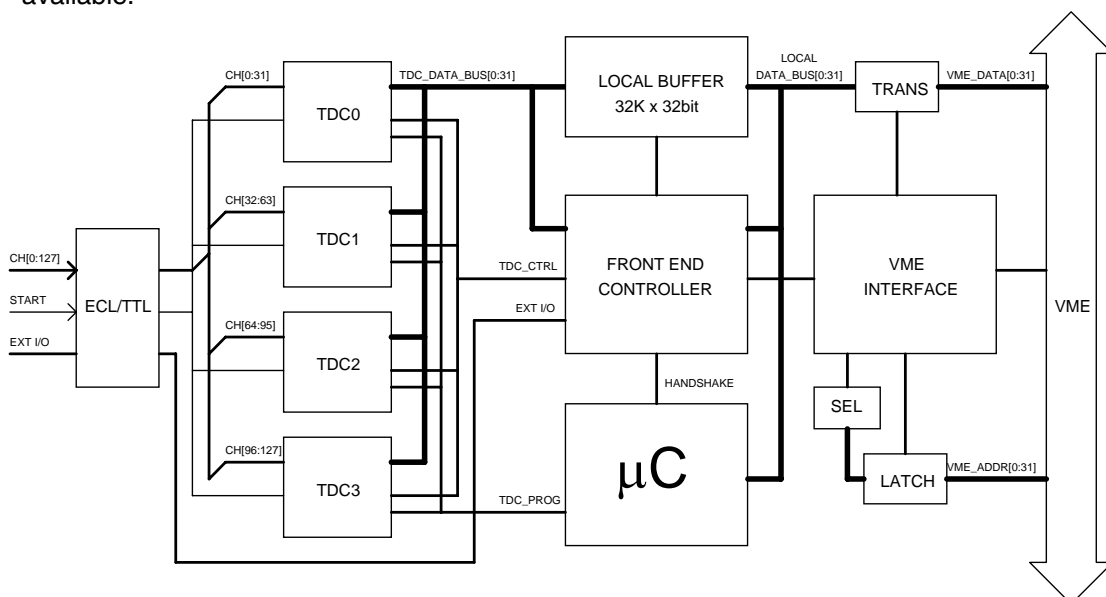 available.
CH[0:31]
TDC_DATA_BUS[0:31]
LOCAL BUFFER
32K x 32bit
LOCAL
DATA_BUS[0:31]
TRANS
VME_DATA[0:31]
TDC0
CH[32:63]
TDC1
CH[0:127]
START
EXT I/O
ECL/TTL
TDC_CTRL
EXT I/O
FRONT END
CONTROLLER
VME
INTERFACE
VME
CH[64:95]
TDC2
HANDSHAKE
SEL
CH[96:127]
TDC3
TDC_PROG
μC
VME_ADDR[0:31]
LATCH